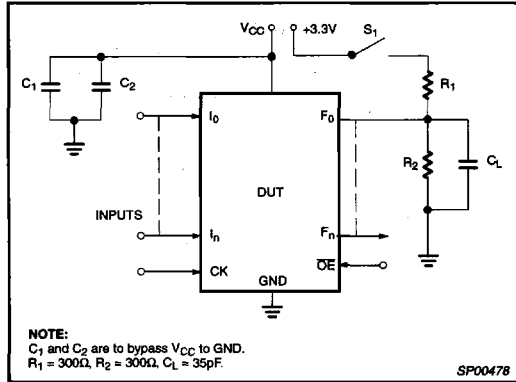 VCC +3.3V S1
C1 C2 R1
I0 F0
R2 CL
DUT
INPUTS
In Fn
CK OE
GND
NOTE:
C1 and C2 are to bypass VCC to GND.
R1 = 300Ω, R2 = 300Ω, CL = 35pF.
SP00478